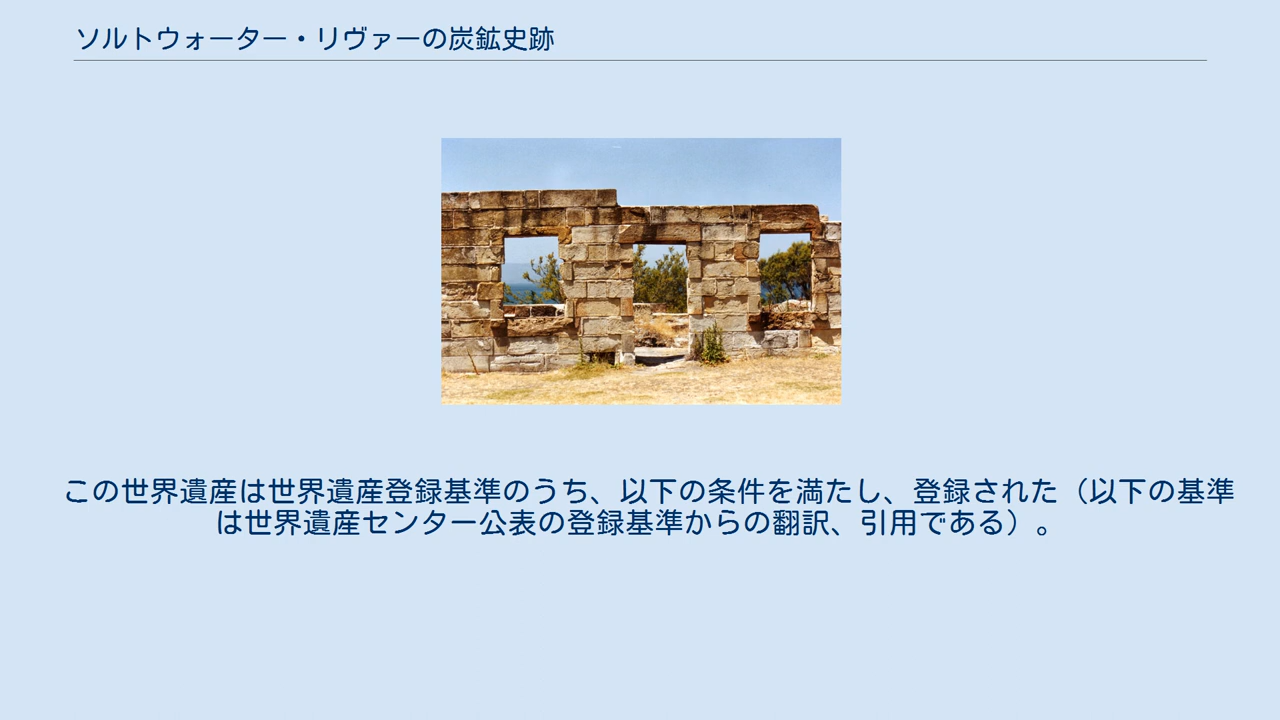 ソルトウォーター・リヴァーの炭鉱史跡
この世界遺産は世界遺産登録基準のうち、以下の条件を満たし、登録された（以下の基準
は世界遺産センター公表の登録基準からの翻訳、引用である）。